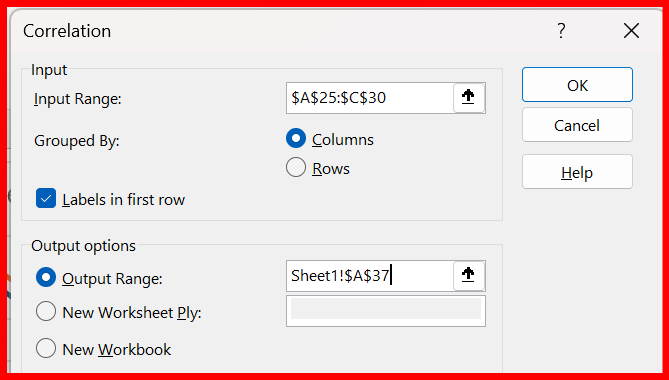 Correlation ?
Input
Input Range: $A$25:$C$30
OK
Grouped By: Columns
Cancel
Rows
Help
Labels in first row
Output options
Output Range: Sheet1!$A$37
New Worksheet Ply:
New Workbook